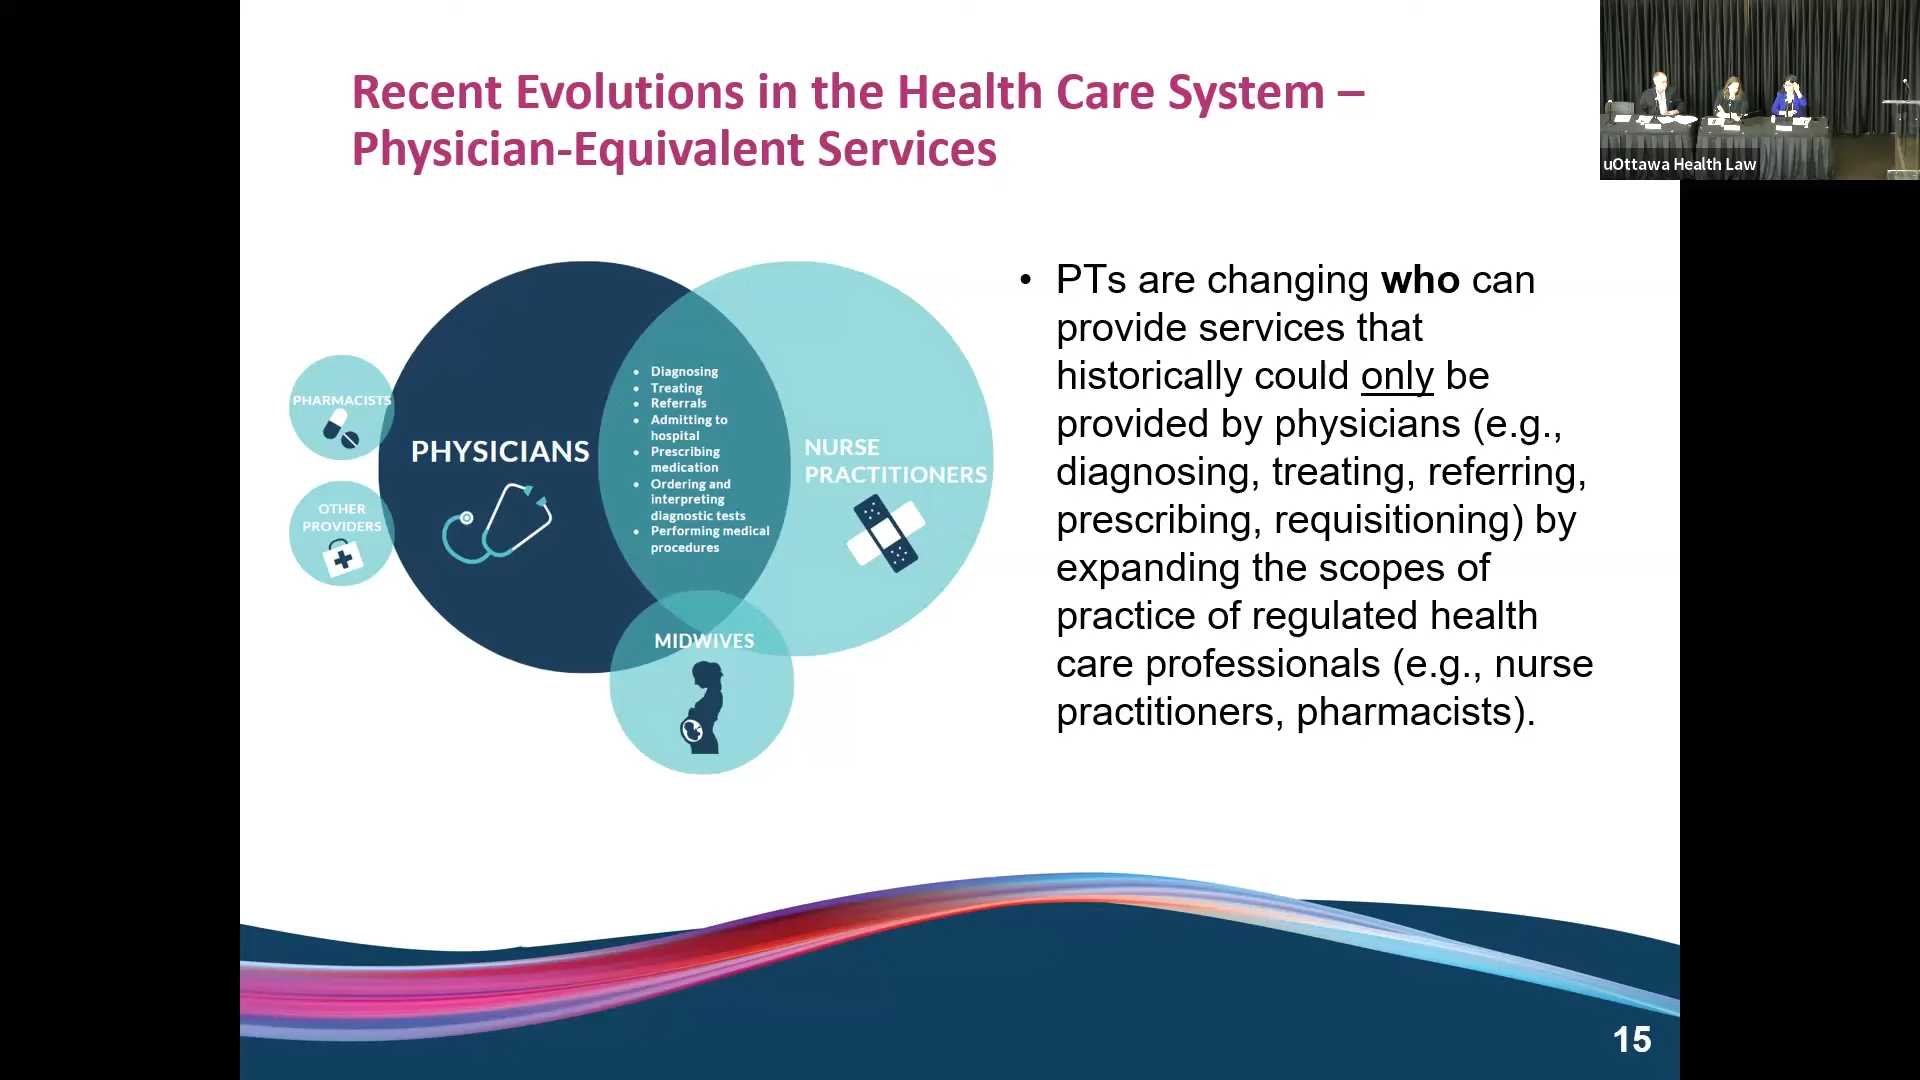 Recent Evolutions in the Health Care System –
Physician-Equivalent Services
uOttawa Health Law
PHARMACISTS
OTHER
PROVIDERS
PHYSICIANS
• Diagnosing
• Treating
• Referrals
• Admitting to
hospital
• Prescribing
medication
• Ordering and
interpreting
diagnostic tests
• Performing medical
procedures
NURSE
PRACTITIONERS
MIDWIVES
• PTs are changing who can
provide services that
historically could only be
provided by physicians (e.g.,
diagnosing, treating, referring,
prescribing, requisitioning) by
expanding the scopes of
practice of regulated health
care professionals (e.g., nurse
practitioners, pharmacists).
15